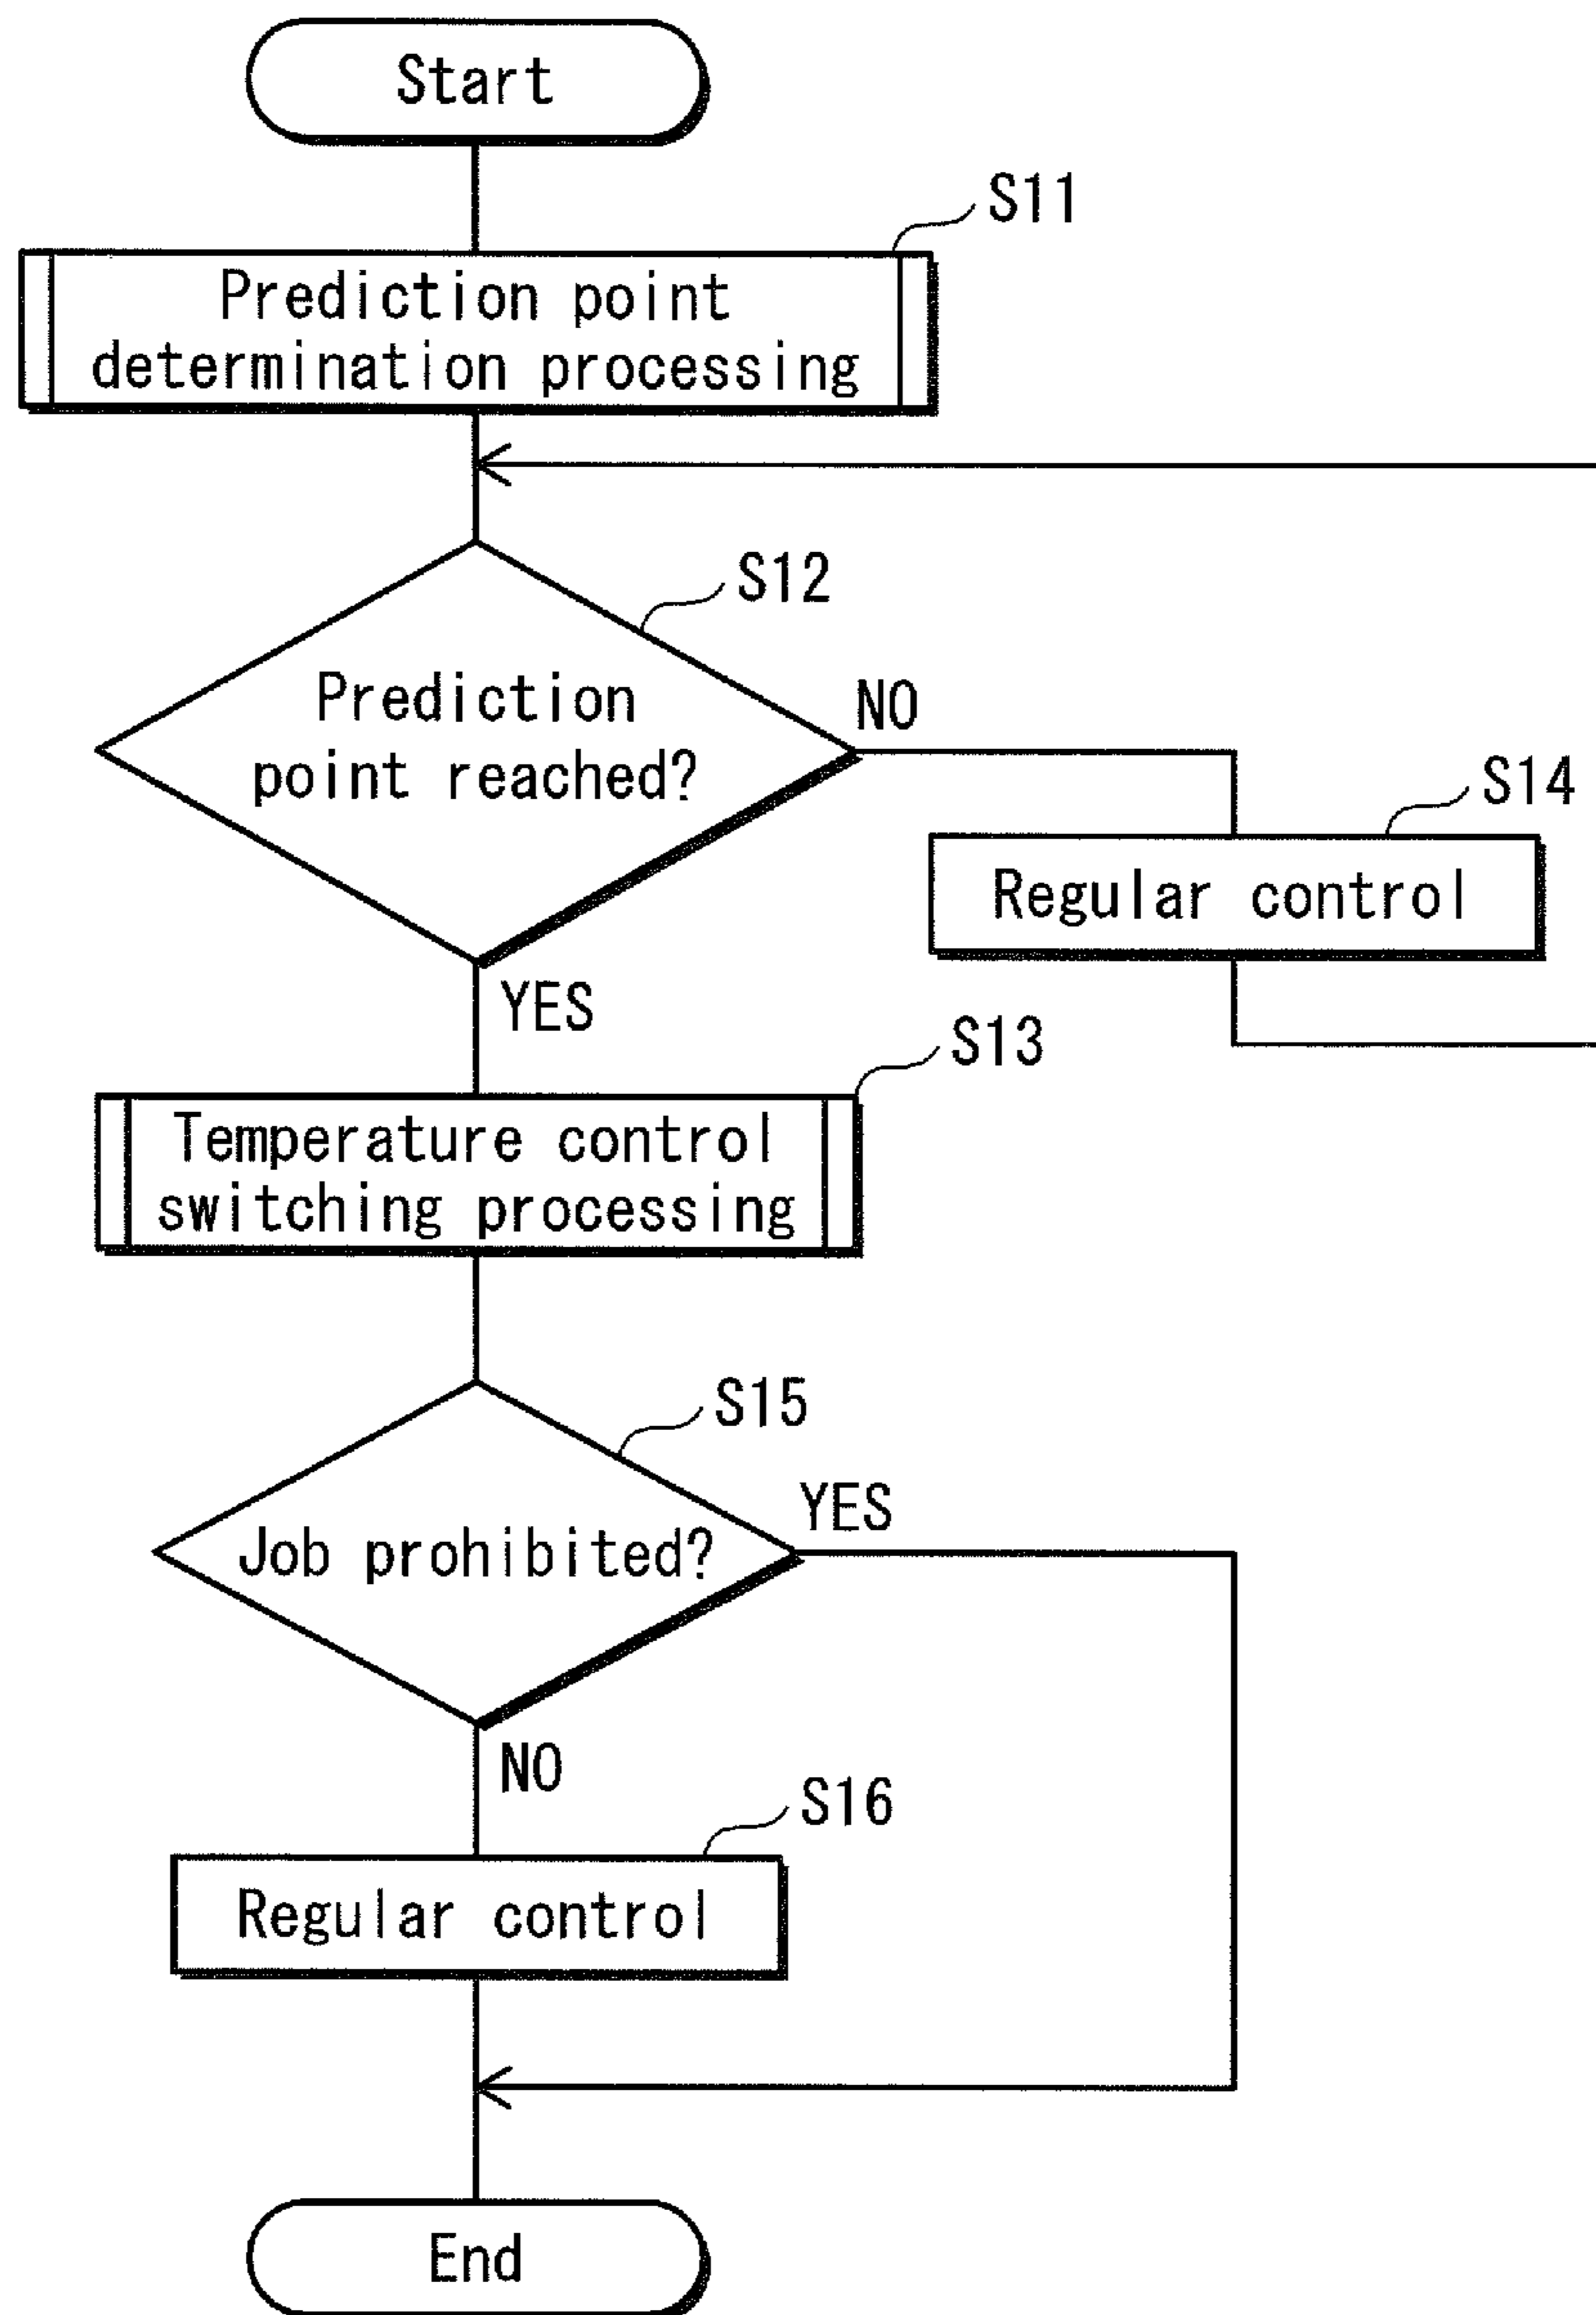 Start
S11
Prediction point
determination processing
S12
Prediction
point reached?
NO
S14
Regular control
YES
S13
Temperature control
switching processing
S15
YES
Job prohibited?
NO
S16
Regular control
End